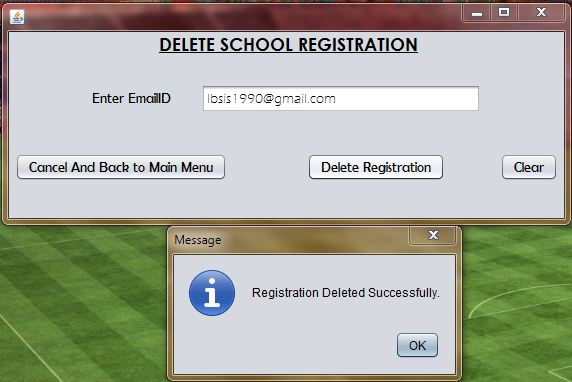 DELETE SCHOOL REGISTRATION
Enter EmailID lbsis1990@gmail.com
Cancel And Back to Main Menu Delete Registration Clear
Message
Registration Deleted Successfully.
OK